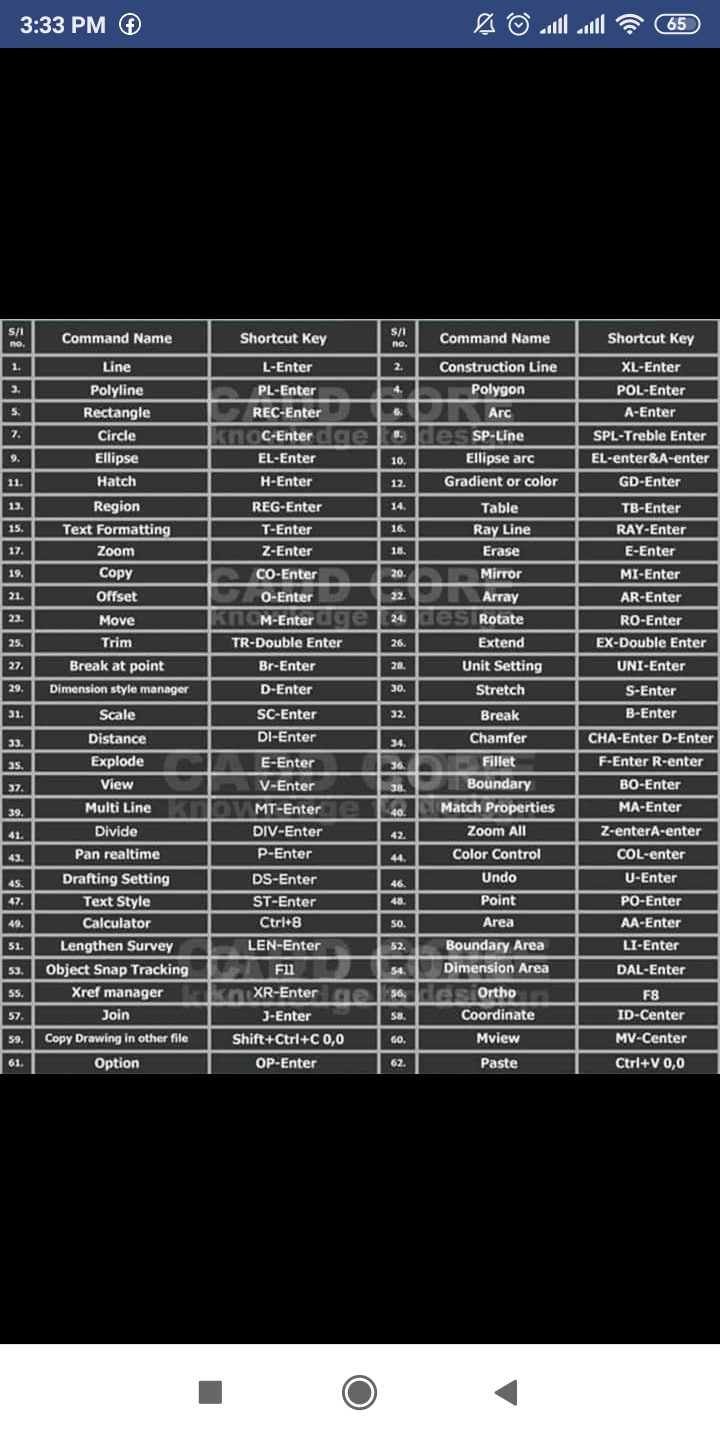 3:33 PM
65
S/I no. Command Name Shortcut Key S/I no. Command Name Shortcut Key
1. Line L-Enter 2. Construction Line XL-Enter
3. Polyline PL-Enter 4. Polygon POL-Enter
5. Rectangle REC-Enter 6. Arc A-Enter
7. Circle C-Enter 8. SP-Line SPL-Treble Enter
9. Ellipse EL-Enter 10. Ellipse arc EL-enter&A-enter
11. Hatch H-Enter 12. Gradient or color GD-Enter
13. Region REG-Enter 14. Table TB-Enter
15. Text Formatting T-Enter 16. Ray Line RAY-Enter
17. Zoom Z-Enter 18. Erase E-Enter
19. Copy CO-Enter 20. Mirror MI-Enter
21. Offset O-Enter 22. Array AR-Enter
23. Move M-Enter 24. Rotate RO-Enter
25. Trim TR-Double Enter 26. Extend EX-Double Enter
27. Break at point Br-Enter 28. Unit Setting UNI-Enter
29. Dimension style manager D-Enter 30. Stretch S-Enter
31. Scale SC-Enter 32. Break B-Enter
33. Distance DI-Enter 34. Chamfer CHA-Enter D-Enter
35. Explode E-Enter 36. Fillet F-Enter R-enter
37. View V-Enter 38. Boundary BO-Enter
39. Multi Line MT-Enter 40. Match Properties MA-Enter
41. Divide DIV-Enter 42. Zoom All Z-enterA-enter
43. Pan realtime P-Enter 44. Color Control COL-enter
45. Drafting Setting DS-Enter 46. Undo U-Enter
47. Text Style ST-Enter 48. Point PO-Enter
49. Calculator Ctrl+8 50. Area AA-Enter
51. Lengthen Survey LEN-Enter 52. Boundary Area LI-Enter
53. Object Snap Tracking F11 54. Dimension Area DAL-Enter
55. Xref manager XR-Enter 56. Ortho F8
57. Join J-Enter 58. Coordinate ID-Center
59. Copy Drawing in other file Shift+Ctrl+C 0,0 60. Mview MV-Center
61. Option OP-Enter 62. Paste Ctrl+V 0,0